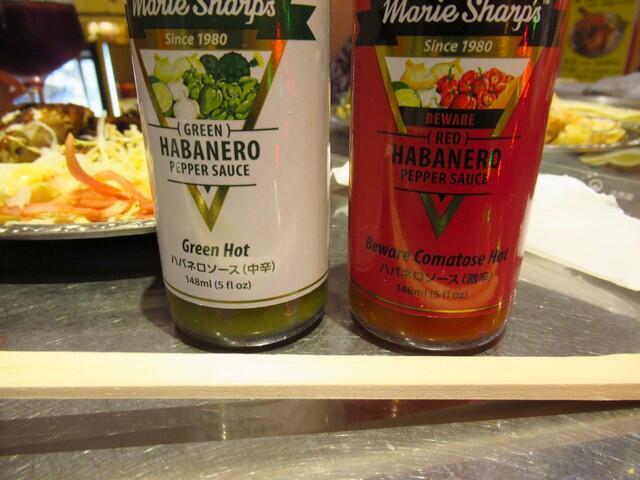 Marie Sharp's
Since 1980
(GREEN)
HABANERO
PEPPER SAUCE
Green Hot
ハバネロソース（中辛）
148ml (5 fl oz)
Marie Sharp's™
Since 1980
BEWARE
(RED)
HABANERO
PEPPER SAUCE
Beware Comatose Hot
ハバネロソース（激辛）
148ml (5 fl oz)